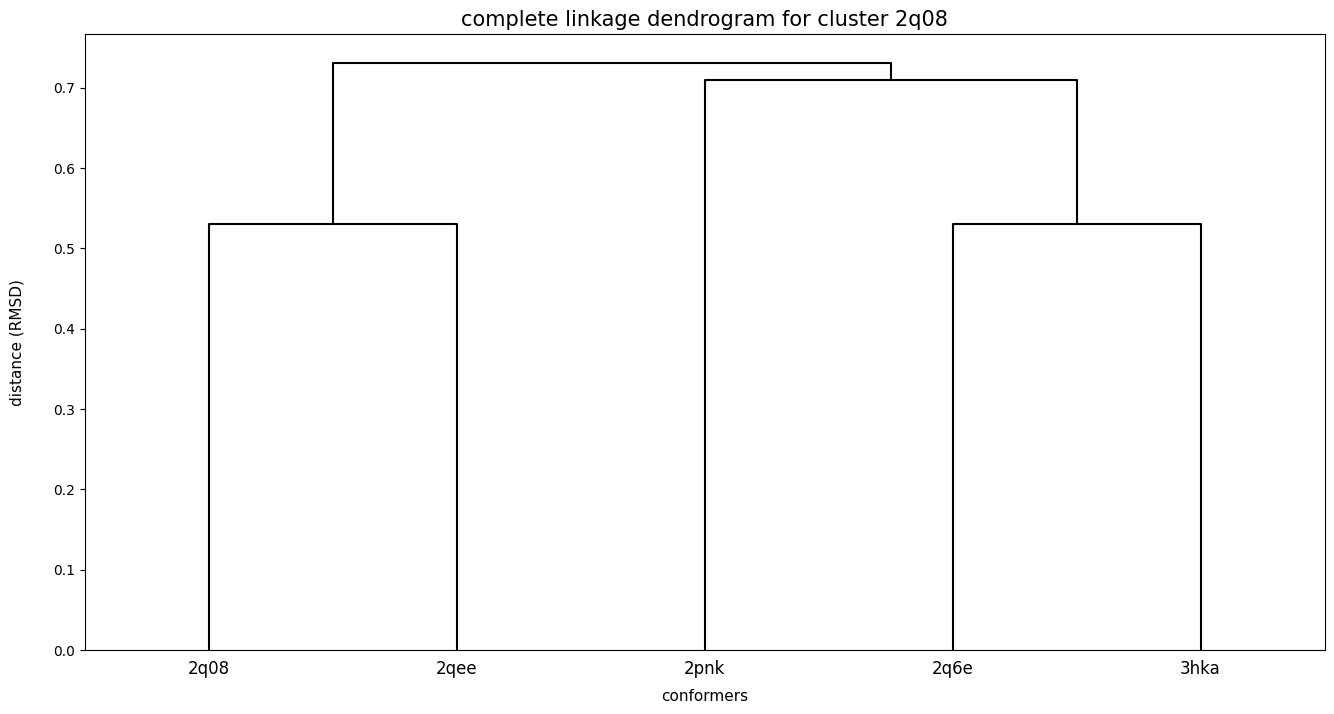 complete linkage dendrogram for cluster 2q08
distance (RMSD)
0.7
0.6
0.5
0.4
0.3
0.2
0.1
0.0
2q08 2qee 2pnk 2q6e 3hka
conformers